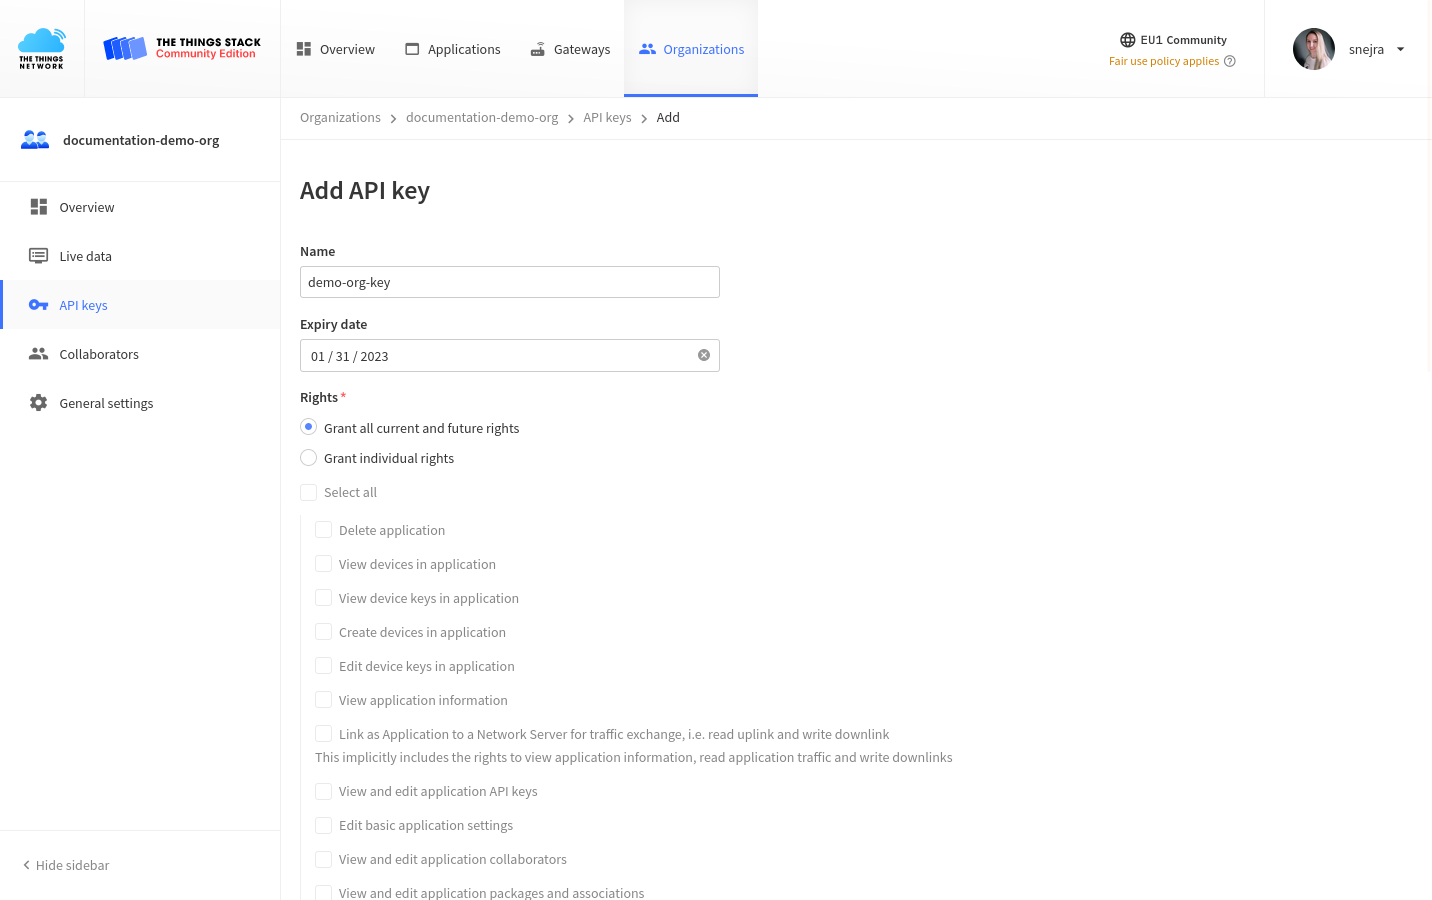 THE THINGS
NETWORK
THE THINGS STACK
Community Edition
Overview
Applications
Gateways
Organizations
EU1 Community
Fair use policy applies
snejra
documentation-demo-org
Overview
Live data
API keys
Collaborators
General settings
Hide sidebar
Organizations > documentation-demo-org > API keys > Add
Add API key
Name
demo-org-key
Expiry date
01 / 31 / 2023
Rights *
Grant all current and future rights
Grant individual rights
Select all
Delete application
View devices in application
View device keys in application
Create devices in application
Edit device keys in application
View application information
Link as Application to a Network Server for traffic exchange, i.e. read uplink and write downlink
This implicitly includes the rights to view application information, read application traffic and write downlinks
View and edit application API keys
Edit basic application settings
View and edit application collaborators
View and edit application packages and associations